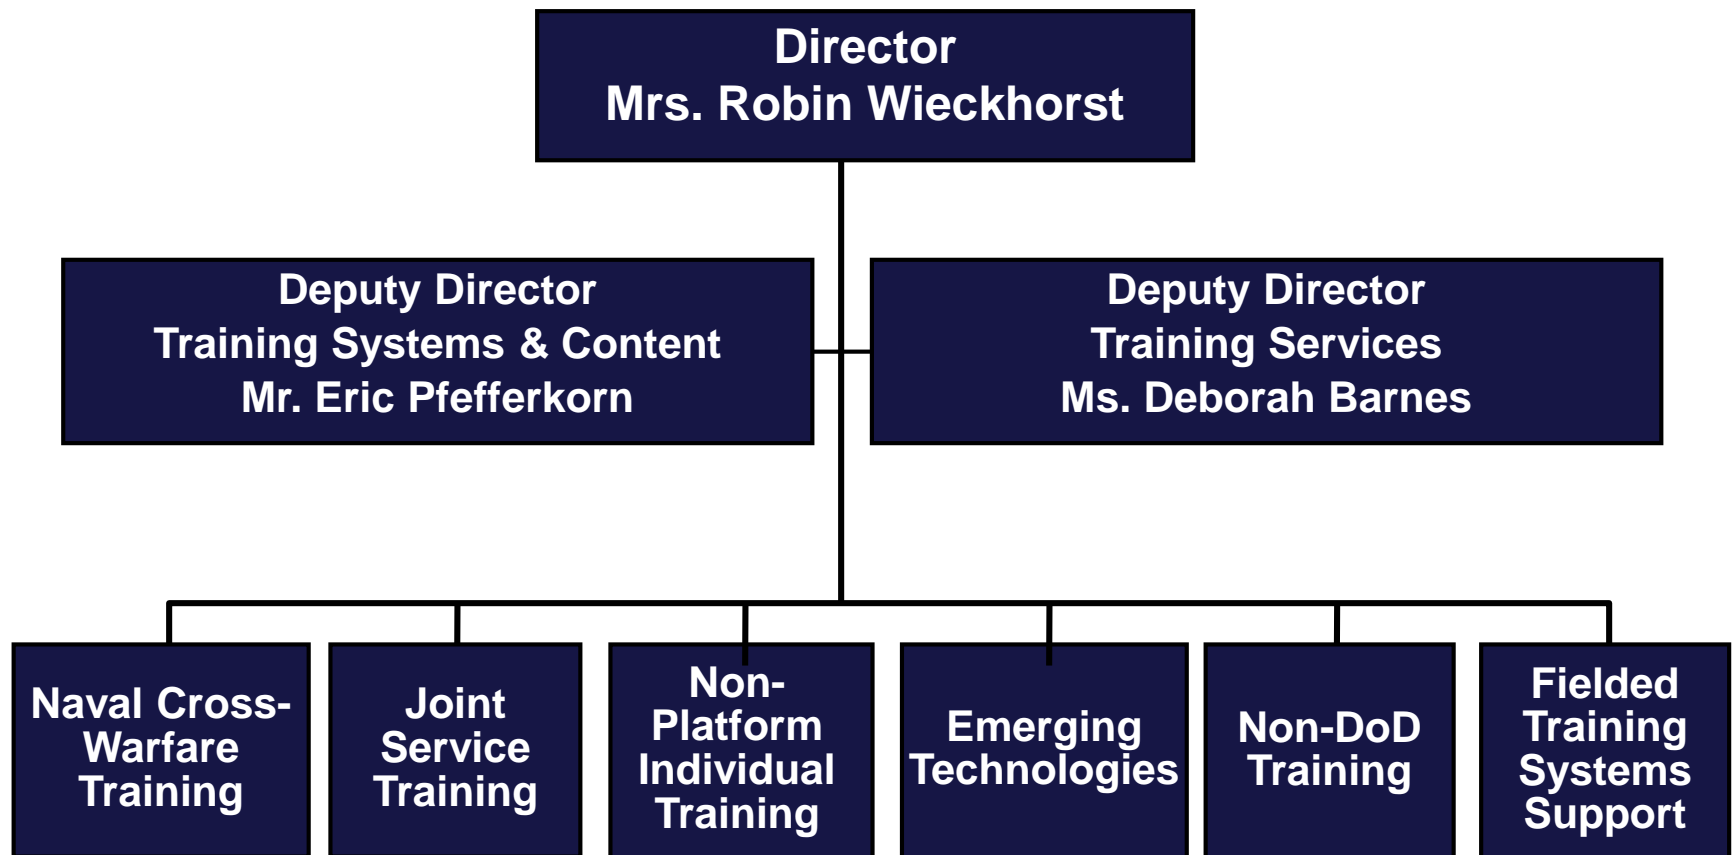 Director
Mrs. Robin Wieckhorst
Deputy Director
Training Systems & Content
Mr. Eric Pfefferkorn
Deputy Director
Training Services
Ms. Deborah Barnes
Naval Cross-
Warfare
Training
Joint
Service
Training
Non-
Platform
Individual
Training
Emerging
Technologies
Non-DoD
Training
Fielded
Training
Systems
Support